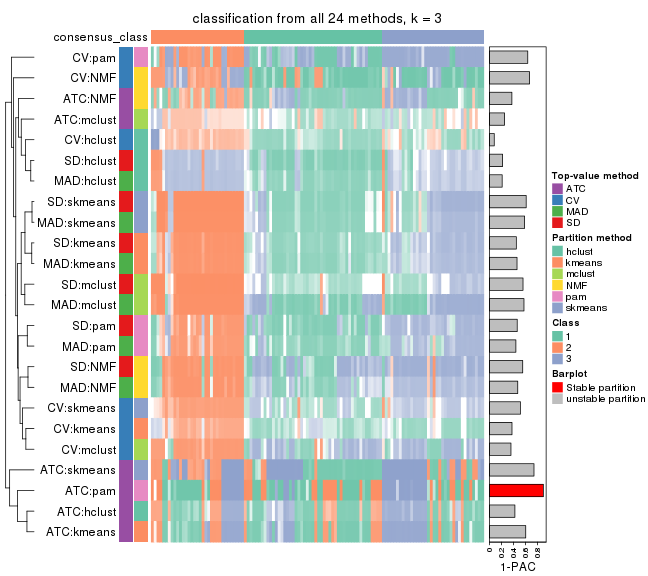 classification from all 24 methods, k = 3
consensus_class
CV:pam
CV:NMF
ATC:NMF
ATC:mclust
CV:hclust
SD:hclust
MAD:hclust
SD:skmeans
MAD:skmeans
SD:kmeans
MAD:kmeans
SD:mclust
MAD:mclust
SD:pam
MAD:pam
SD:NMF
MAD:NMF
CV:skmeans
CV:kmeans
CV:mclust
ATC:skmeans
ATC:pam
ATC:hclust
ATC:kmeans
0 0.2 0.4 0.6 0.8
1-PAC
Top-value method
ATC
CV
MAD
SD
Partition method
hclust
kmeans
mclust
NMF
pam
skmeans
Class
1
2
3
Barplot
Stable partition
unstable partition